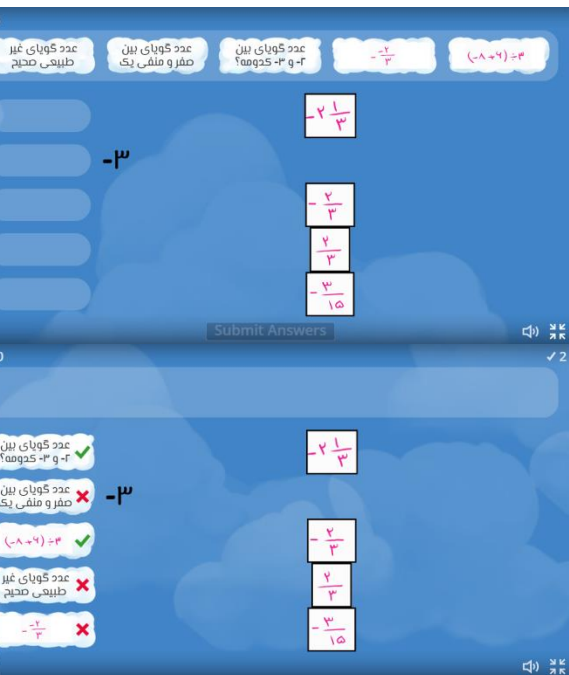 عدد گویای غیر
طبیعی صحیح
عدد گویای بین
صفر و منفی یک
عدد گویای بین
۲- و ۳- کدومه؟
- -۲/۳
(-۸+۶)÷۳
-۲ ۱/۳
-۳
-۲/۳
۲/۳
-۳/۱۵
Submit Answers
0
✓2
عدد گویای بین
۲- و ۳- کدومه؟
-۲ ۱/۳
عدد گویای بین
صفر و منفی یک
-۳
(-۸+۶)÷۳
-۲/۳
عدد گویای غیر
طبیعی صحیح
۲/۳
- -۲/۳
-۳/۱۵